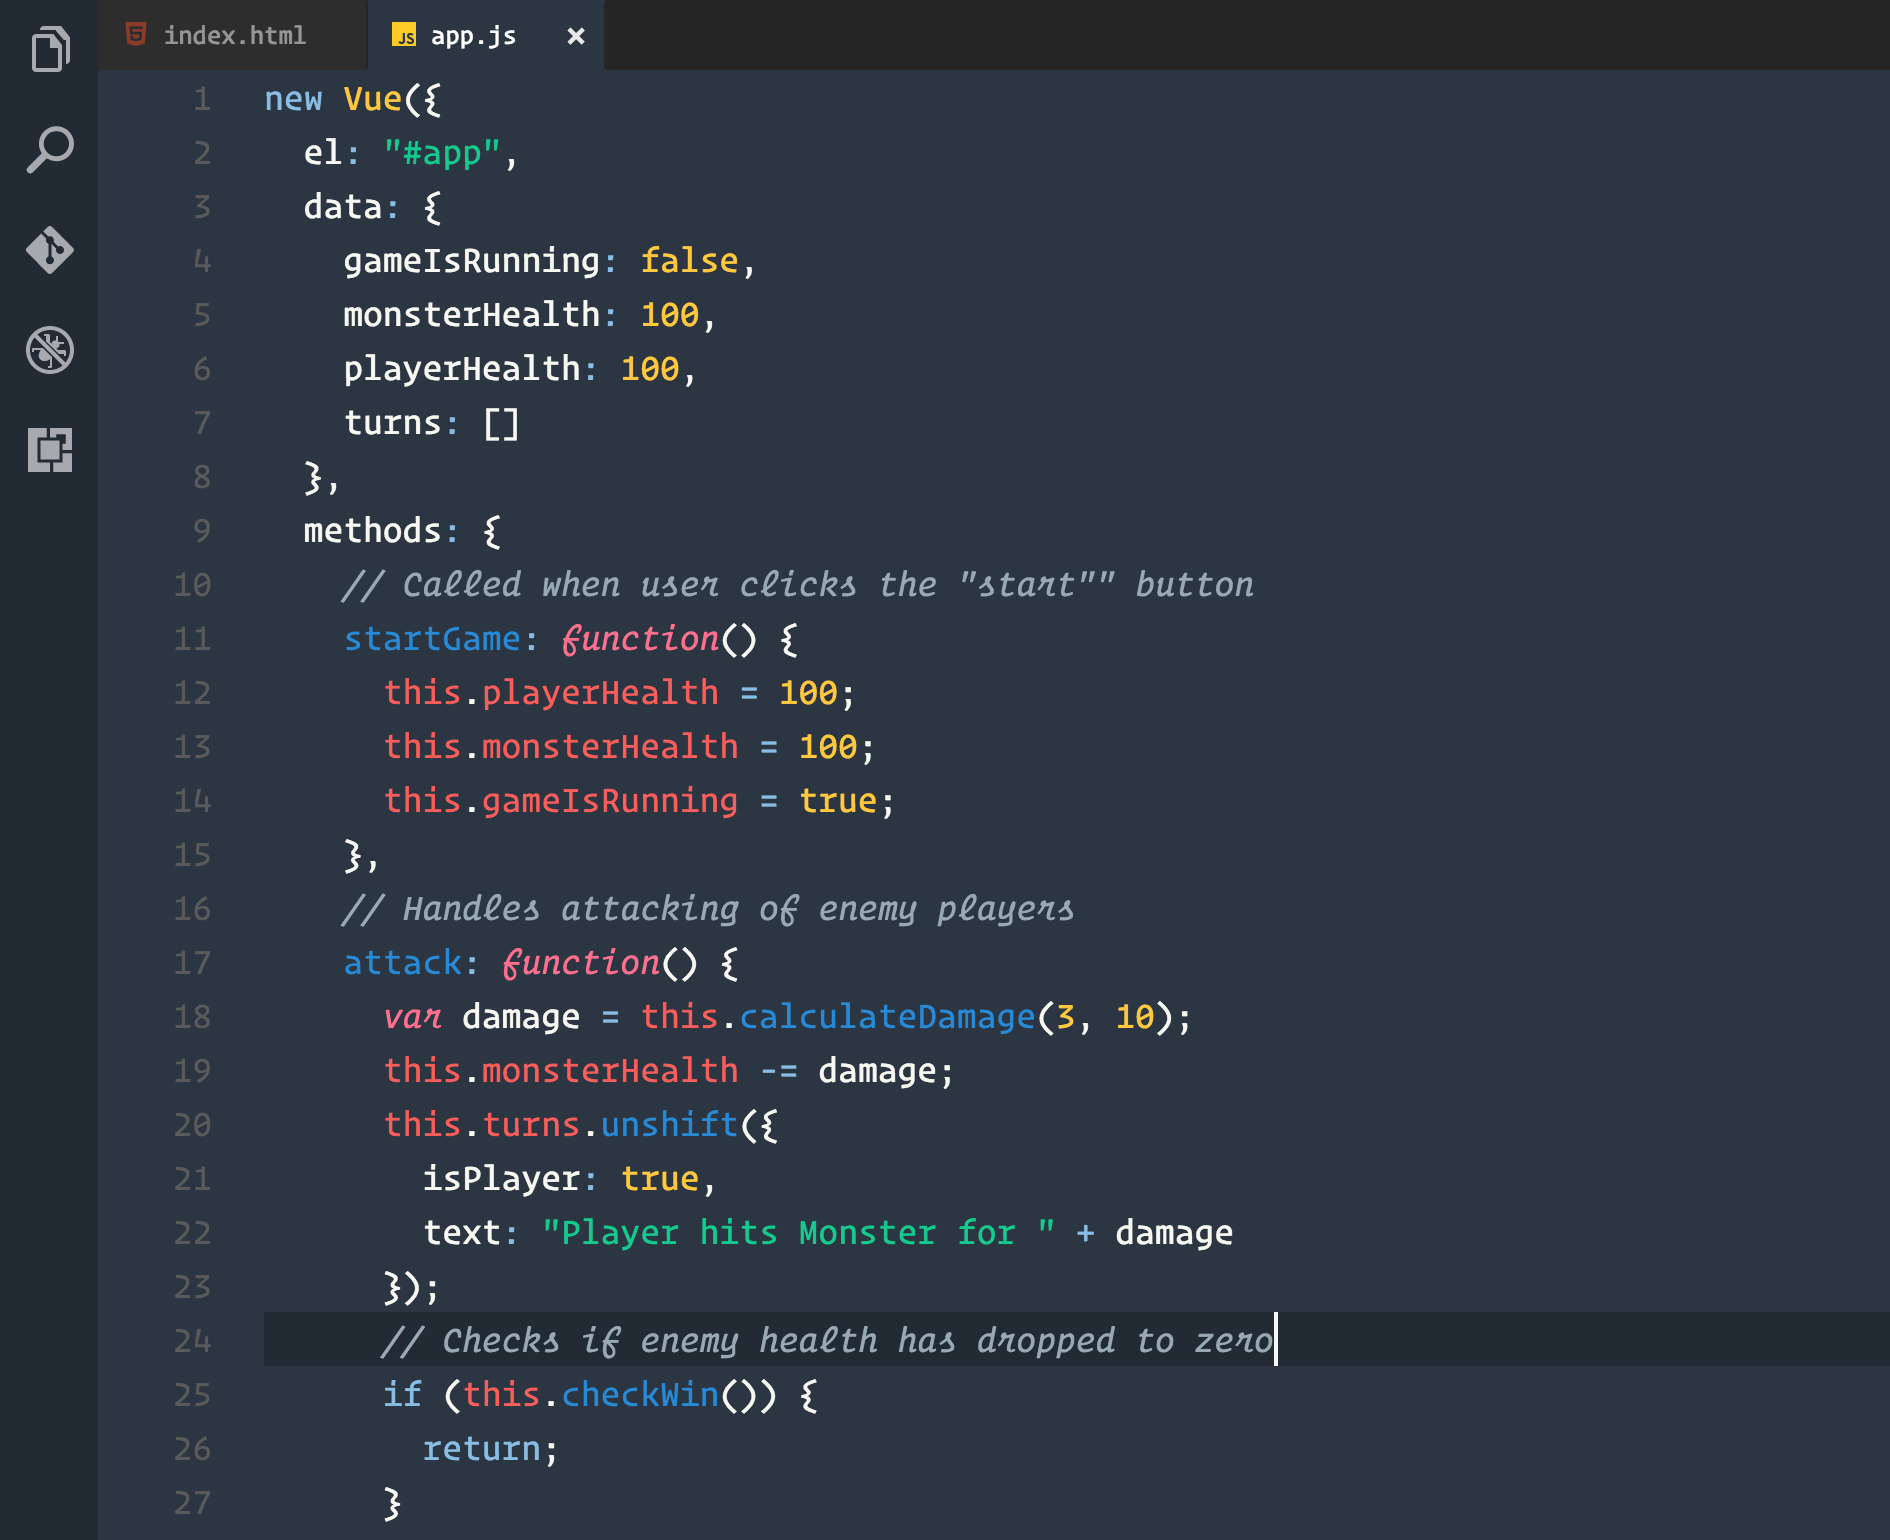 index.html
JS app.js ×
1 new Vue({
2   el: "#app",
3   data: {
4     gameIsRunning: false,
5     monsterHealth: 100,
6     playerHealth: 100,
7     turns: []
8   },
9   methods: {
10     // Called when user clicks the "start"" button
11     startGame: function() {
12       this.playerHealth = 100;
13       this.monsterHealth = 100;
14       this.gameIsRunning = true;
15     },
16     // Handles attacking of enemy players
17     attack: function() {
18       var damage = this.calculateDamage(3, 10);
19       this.monsterHealth -= damage;
20       this.turns.unshift({
21         isPlayer: true,
22         text: "Player hits Monster for " + damage
23       });
24       // Checks if enemy health has dropped to zero
25       if (this.checkWin()) {
26         return;
27       }